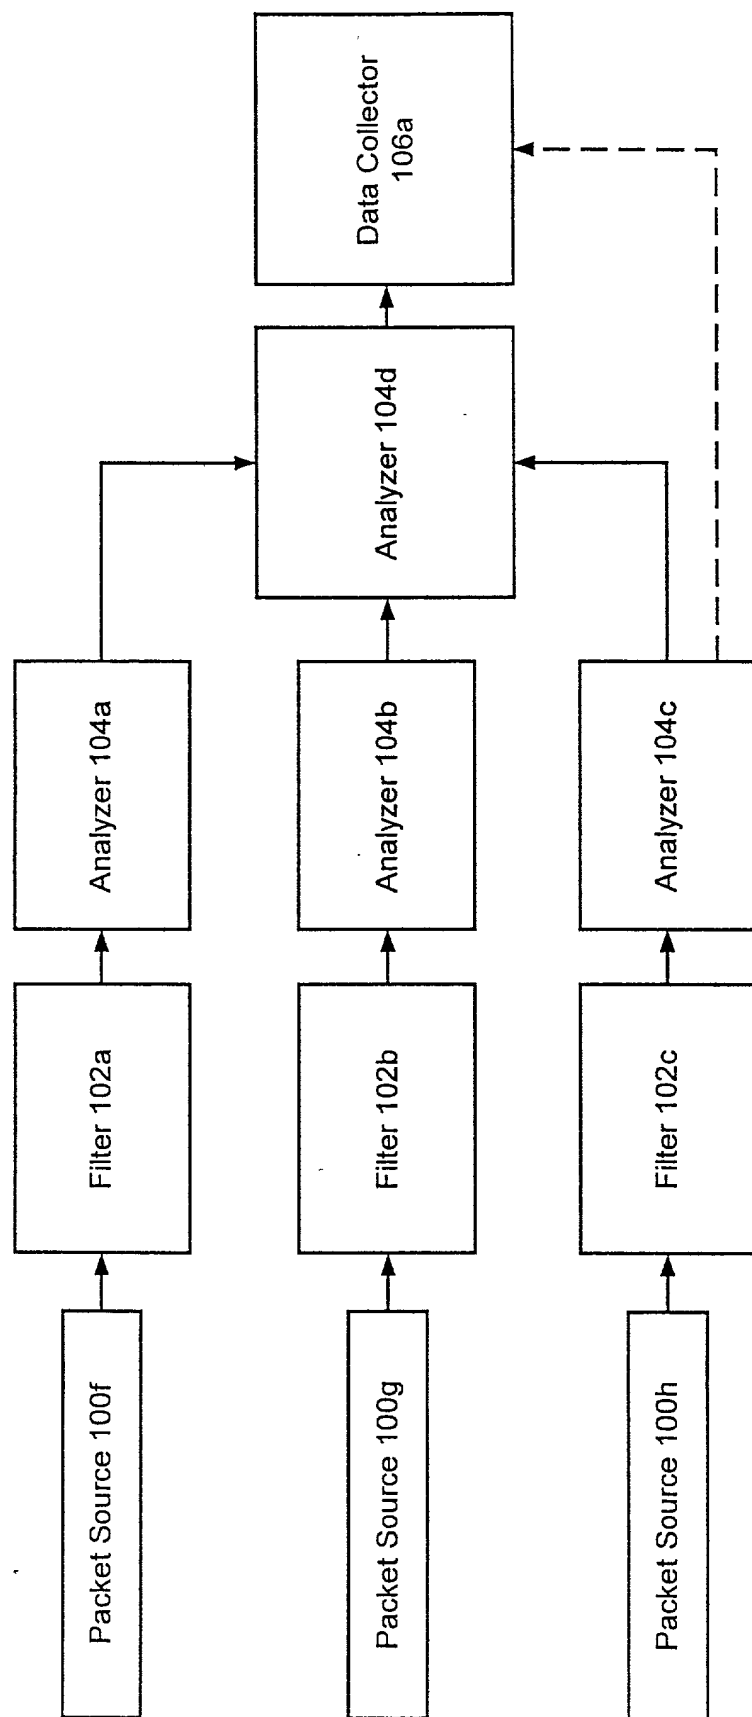 Packet Source 100f
Filter 102a
Analyzer 104a
Packet Source 100g
Filter 102b
Analyzer 104b
Analyzer 104d
Data Collector
106a
Packet Source 100h
Filter 102c
Analyzer 104c